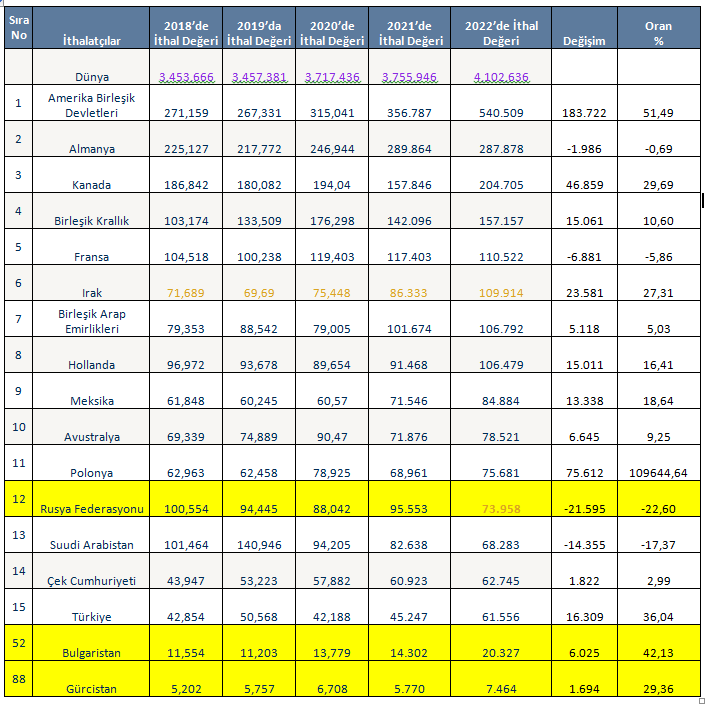 Sıra No | İthalatçılar | 2018’de İthal Değeri | 2019’da İthal Değeri | 2020’de İthal Değeri | 2021’de İthal Değeri | 2022’de İthal Değeri | Değişim | Oran %
Dünya | 3,453,666 | 3,457,381 | 3,717,436 | 3,755,946 | 4,102,636
1 | Amerika Birleşik Devletleri | 271,159 | 267,331 | 315,041 | 356.787 | 540.509 | 183.722 | 51,49
2 | Almanya | 225,127 | 217,772 | 246,944 | 289.864 | 287.878 | -1.986 | -0,69
3 | Kanada | 186,842 | 180,082 | 194,04 | 157.846 | 204.705 | 46.859 | 29,69
4 | Birleşik Krallık | 103,174 | 133,509 | 176,298 | 142.096 | 157.157 | 15.061 | 10,60
5 | Fransa | 104,518 | 100,238 | 119,403 | 117.403 | 110.522 | -6.881 | -5,86
6 | Irak | 71,689 | 69,69 | 75,448 | 86.333 | 109.914 | 23.581 | 27,31
7 | Birleşik Arap Emirlikleri | 79,353 | 88,542 | 79,005 | 101.674 | 106.792 | 5.118 | 5,03
8 | Hollanda | 96,972 | 93,678 | 89,654 | 91.468 | 106.479 | 15.011 | 16,41
9 | Meksika | 61,848 | 60,245 | 60,57 | 71.546 | 84.884 | 13.338 | 18,64
10 | Avustralya | 69,339 | 74,889 | 90,47 | 71.876 | 78.521 | 6.645 | 9,25
11 | Polonya | 62,963 | 62,458 | 78,925 | 68,961 | 75.681 | 75.612 | 109644,64
12 | Rusya Federasyonu | 100,554 | 94,445 | 88,042 | 95.553 | 73.958 | -21.595 | -22,60
13 | Suudi Arabistan | 101,464 | 140,946 | 94,205 | 82.638 | 68.283 | -14.355 | -17,37
14 | Çek Cumhuriyeti | 43,947 | 53,223 | 57,882 | 60.923 | 62.745 | 1.822 | 2,99
15 | Türkiye | 42,854 | 50,568 | 42,188 | 45.247 | 61.556 | 16.309 | 36,04
52 | Bulgaristan | 11,554 | 11,203 | 13,779 | 14.302 | 20.327 | 6.025 | 42,13
88 | Gürcistan | 5,202 | 5,757 | 6,708 | 5.770 | 7.464 | 1.694 | 29,36